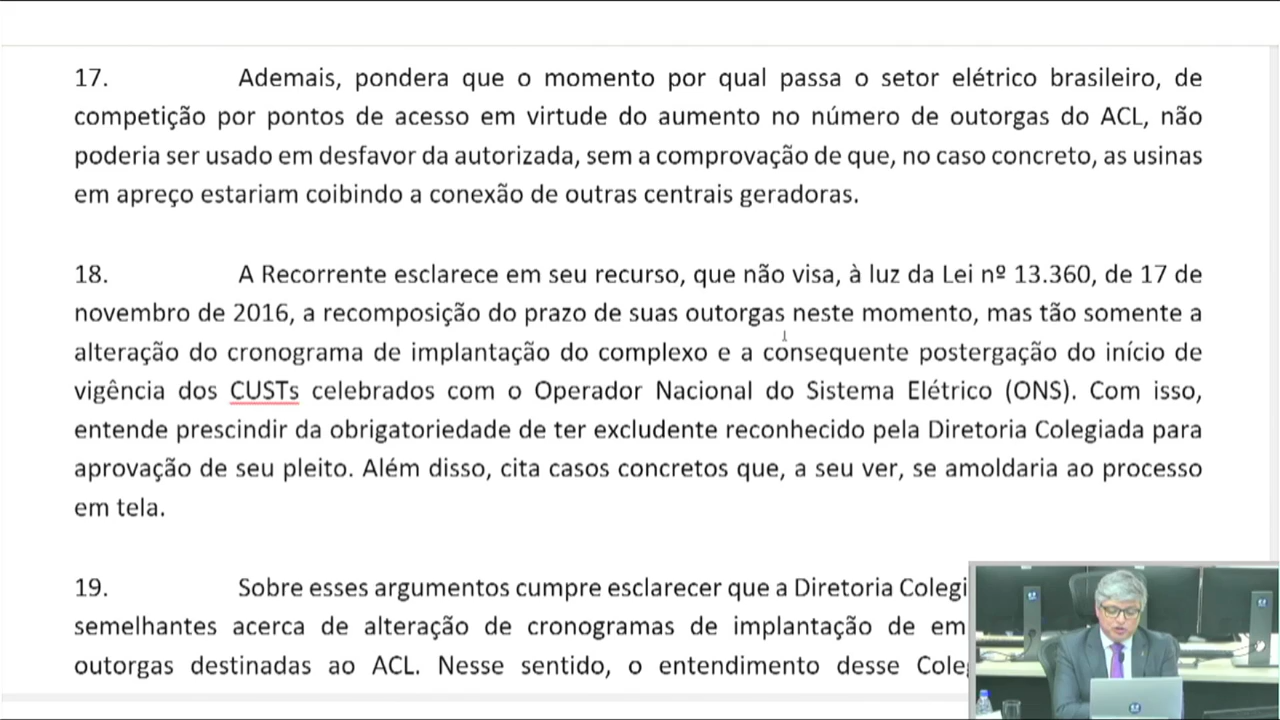 17. Ademais, pondera que o momento por qual passa o setor elétrico brasileiro, de
competição por pontos de acesso em virtude do aumento no número de outorgas do ACL, não
poderia ser usado em desfavor da autorizada, sem a comprovação de que, no caso concreto, as usinas
em apreço estariam coibindo a conexão de outras centrais geradoras.
18. A Recorrente esclarece em seu recurso, que não visa, à luz da Lei nº 13.360, de 17 de
novembro de 2016, a recomposição do prazo de suas outorgas neste momento, mas tão somente a
alteração do cronograma de implantação do complexo e a consequente postergação do início de
vigência dos CUSTs celebrados com o Operador Nacional do Sistema Elétrico (ONS). Com isso,
entende prescindir da obrigatoriedade de ter excludente reconhecido pela Diretoria Colegiada para
aprovação de seu pleito. Além disso, cita casos concretos que, a seu ver, se amoldaria ao processo
em tela.
19. Sobre esses argumentos cumpre esclarecer que a Diretoria Colegi
semelhantes acerca de alteração de cronogramas de implantação de em
outorgas destinadas ao ACL. Nesse sentido, o entendimento desse Coleg